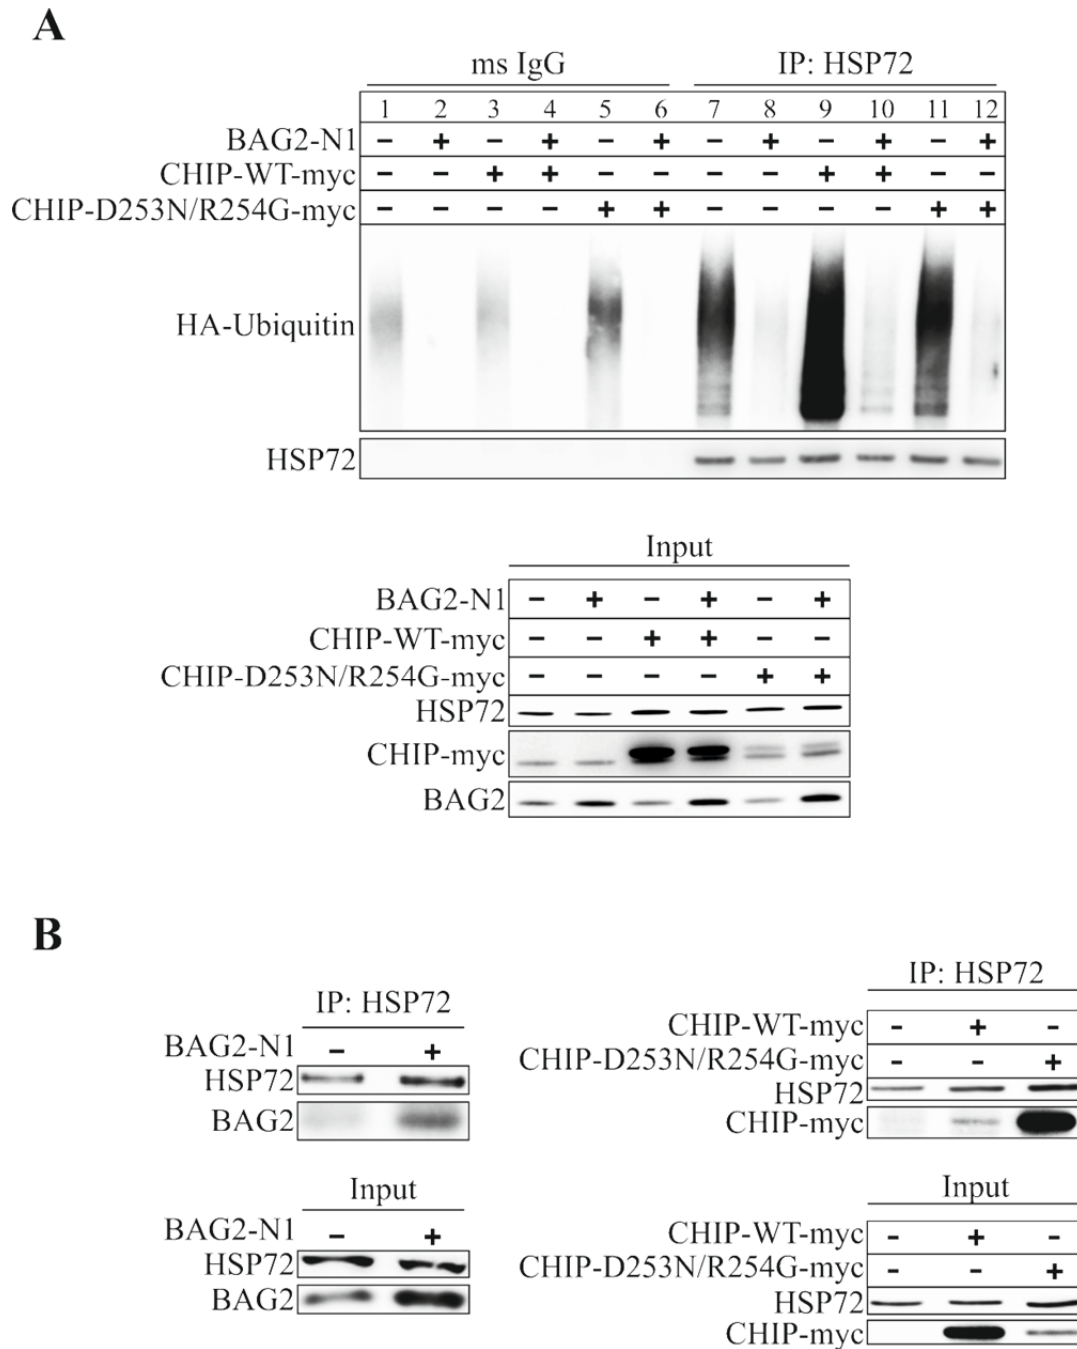 A
ms IgG IP: HSP72
1 2 3 4 5 6 7 8 9 10 11 12
BAG2-N1 - + - + - + - + - + - +
CHIP-WT-myc - - + + - - - - + + - -
CHIP-D253N/R254G-myc - - - - + + - - - - + +
HA-Ubiquitin
HSP72
Input
BAG2-N1 - + - + - +
CHIP-WT-myc - - + + - -
CHIP-D253N/R254G-myc - - - - + +
HSP72
CHIP-myc
BAG2
B
IP: HSP72
BAG2-N1 - +
HSP72
BAG2
Input
BAG2-N1 - +
HSP72
BAG2
IP: HSP72
CHIP-WT-myc - + -
CHIP-D253N/R254G-myc - - +
HSP72
CHIP-myc
Input
CHIP-WT-myc - + -
CHIP-D253N/R254G-myc - - +
HSP72
CHIP-myc